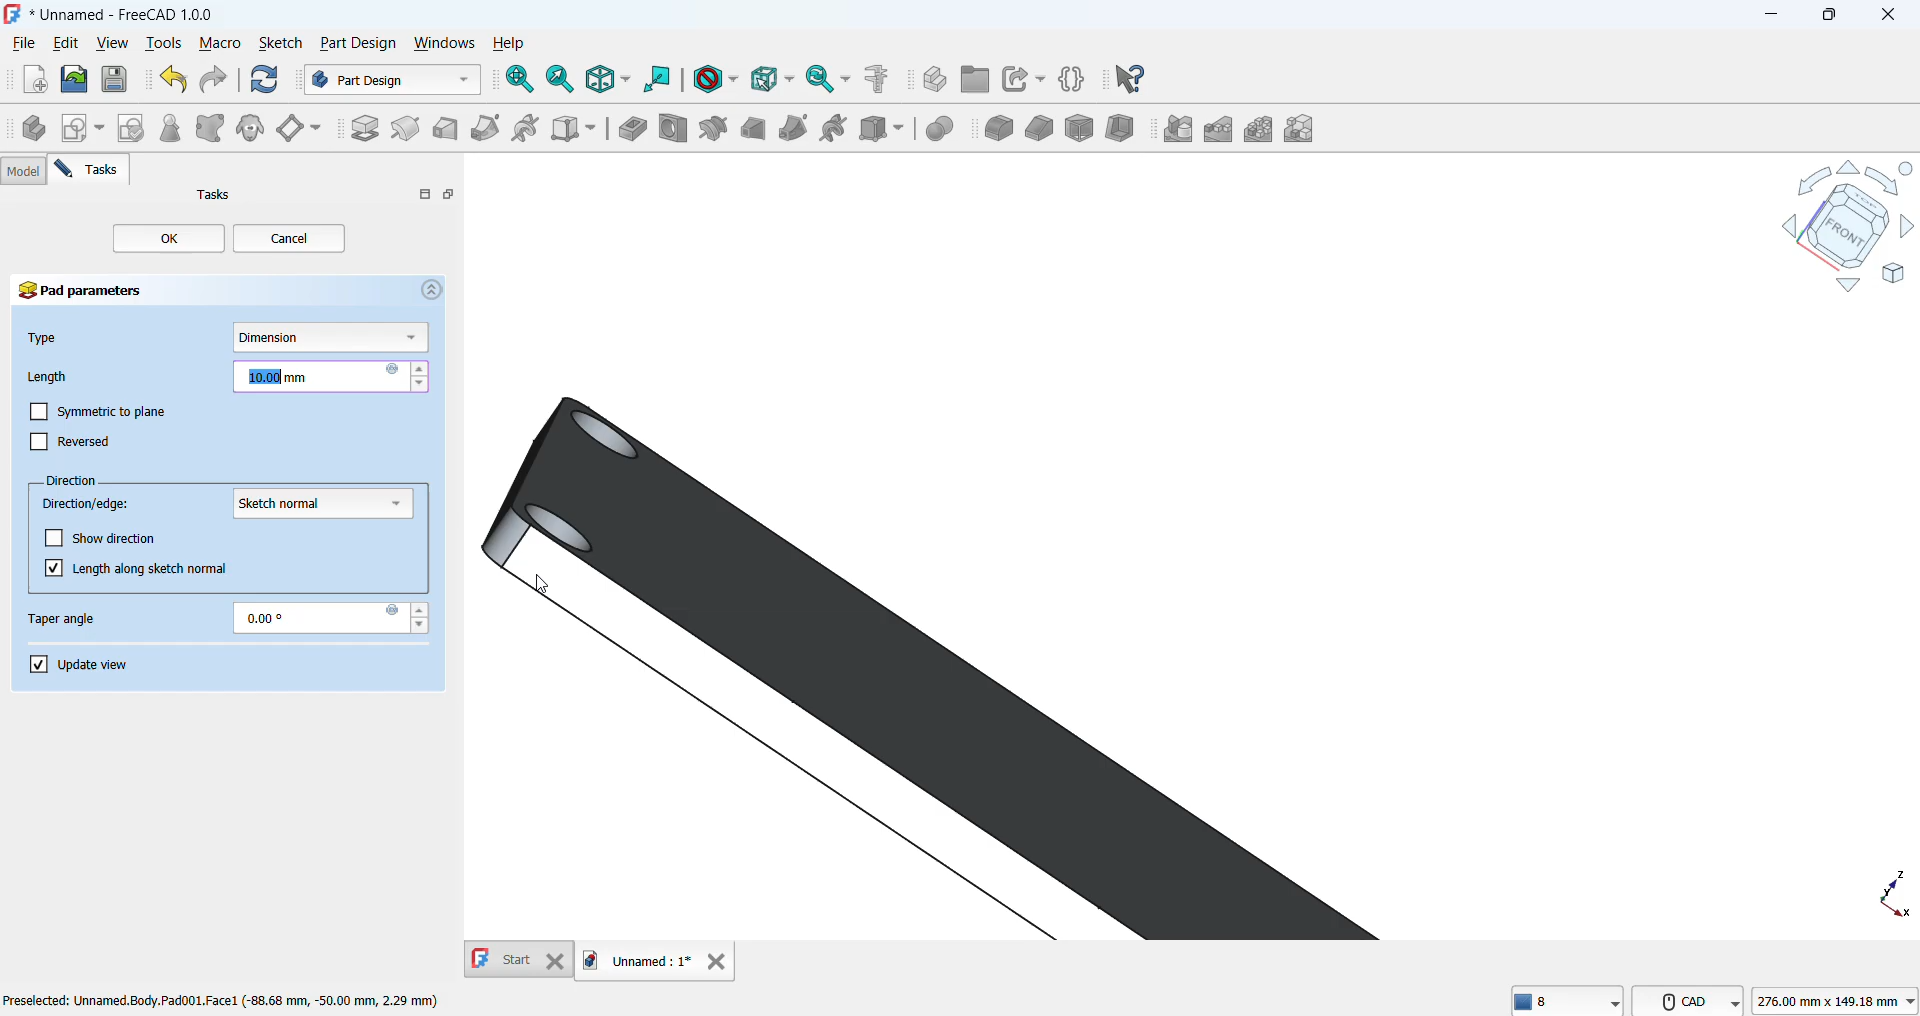 * Unnamed - FreeCAD 1.0.0
File Edit View Tools Macro Sketch Part Design Windows Help
Part Design
Model Tasks
Tasks
OK Cancel
Pad parameters
Type Dimension
Length 10.00 mm
Symmetric to plane
Reversed
Direction
Direction/edge: Sketch normal
Show direction
Length along sketch normal
Taper angle 0.00 °
Update view
TOP
FRONT
Z
Y
X
Start Unnamed : 1*
Preselected: Unnamed.Body.Pad001.Face1 (-88.68 mm, -50.00 mm, 2.29 mm)
8 CAD 276.00 mm x 149.18 mm